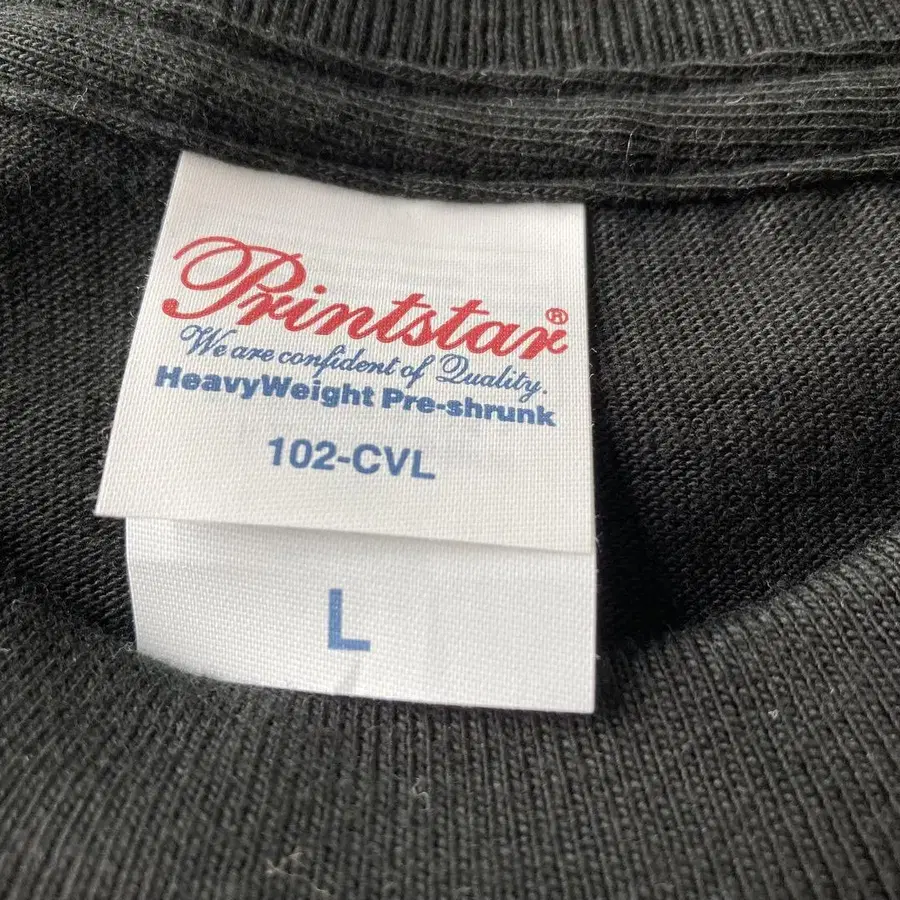 Printstar®
We are confident of Quality.
HeavyWeight Pre-shrunk
102-CVL
L